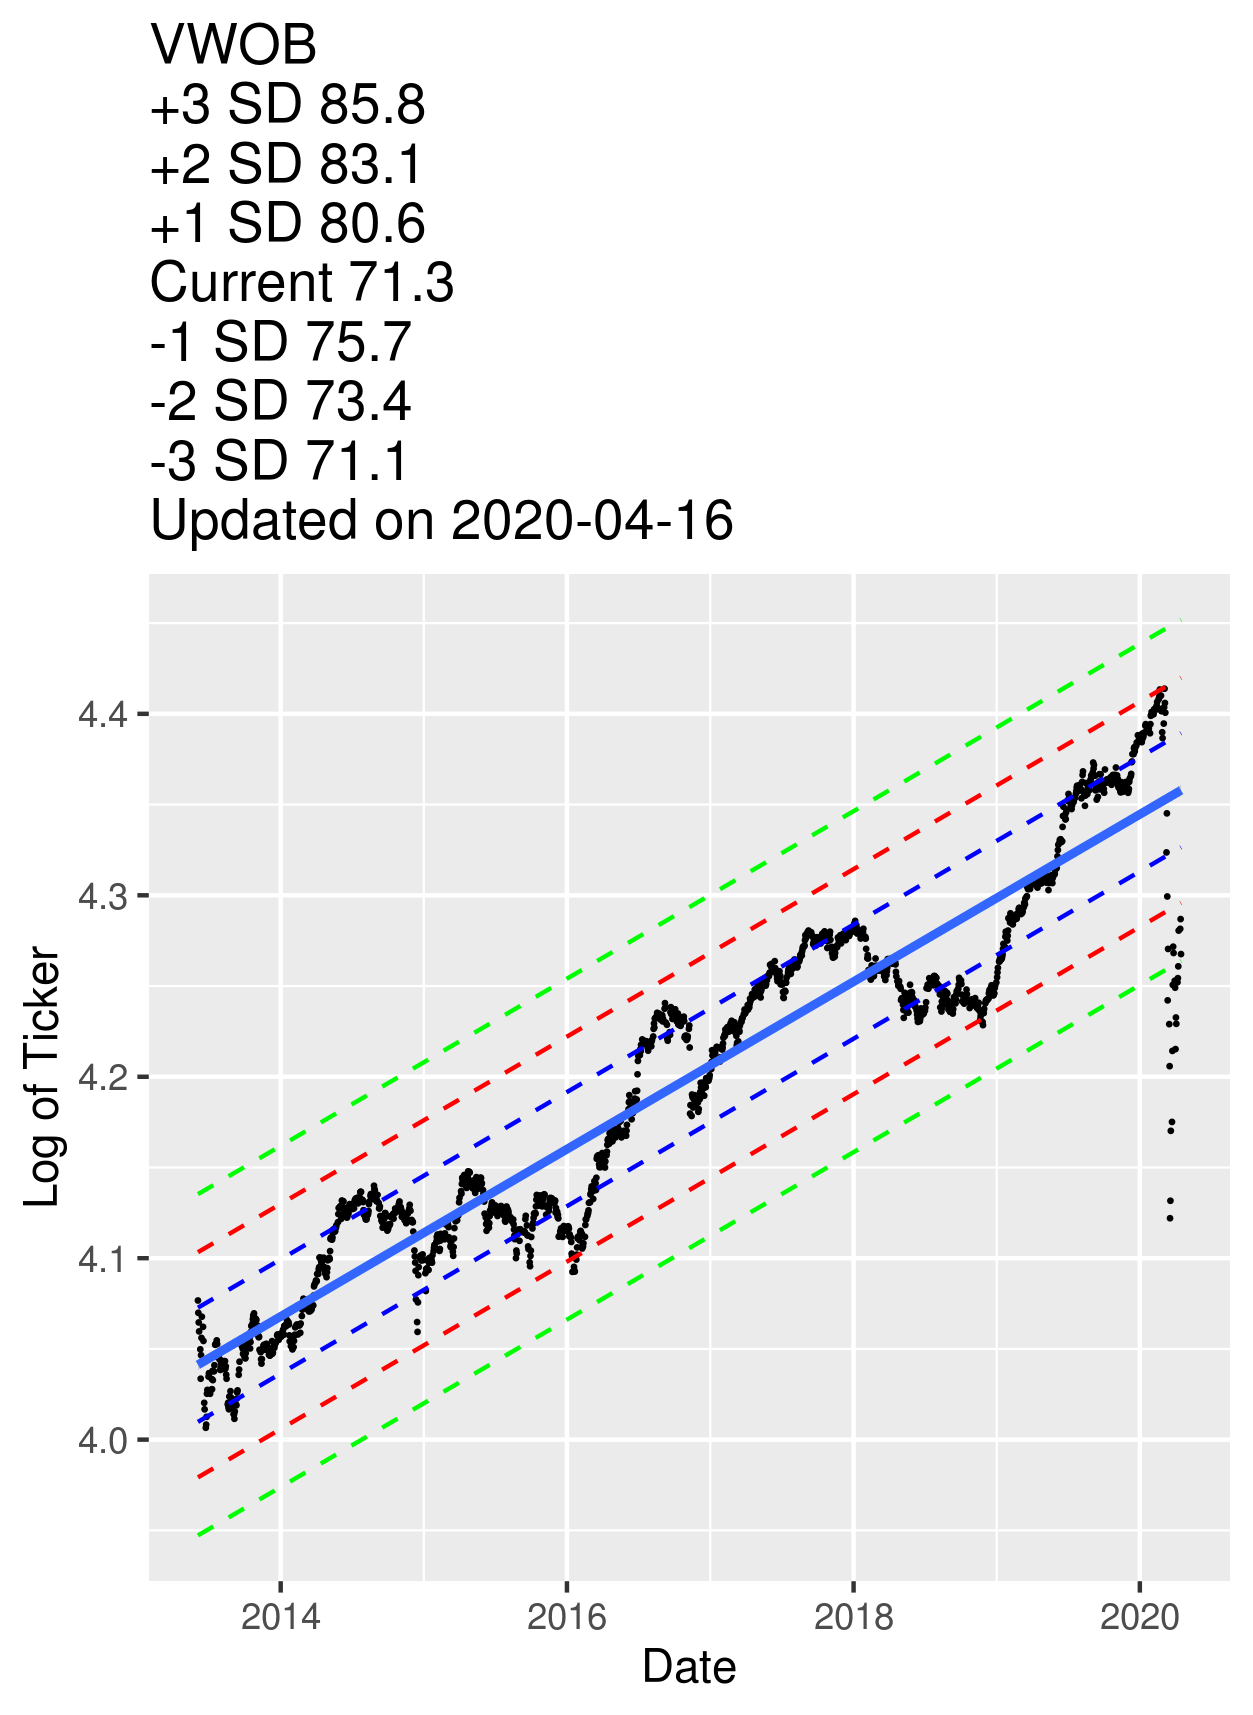 VWOB
+3 SD 85.8
+2 SD 83.1
+1 SD 80.6
Current 71.3
-1 SD 75.7
-2 SD 73.4
-3 SD 71.1
Updated on 2020-04-16
4.4
4.3
4.2
4.1
4.0
Log of Ticker
2014 2016 2018 2020
Date